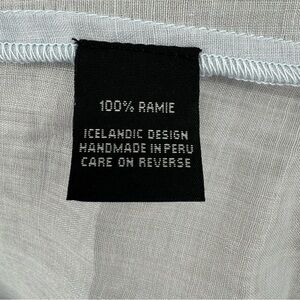 100% RAMIE
ICELANDIC DESIGN
HANDMADE IN PERU
CARE ON REVERSE